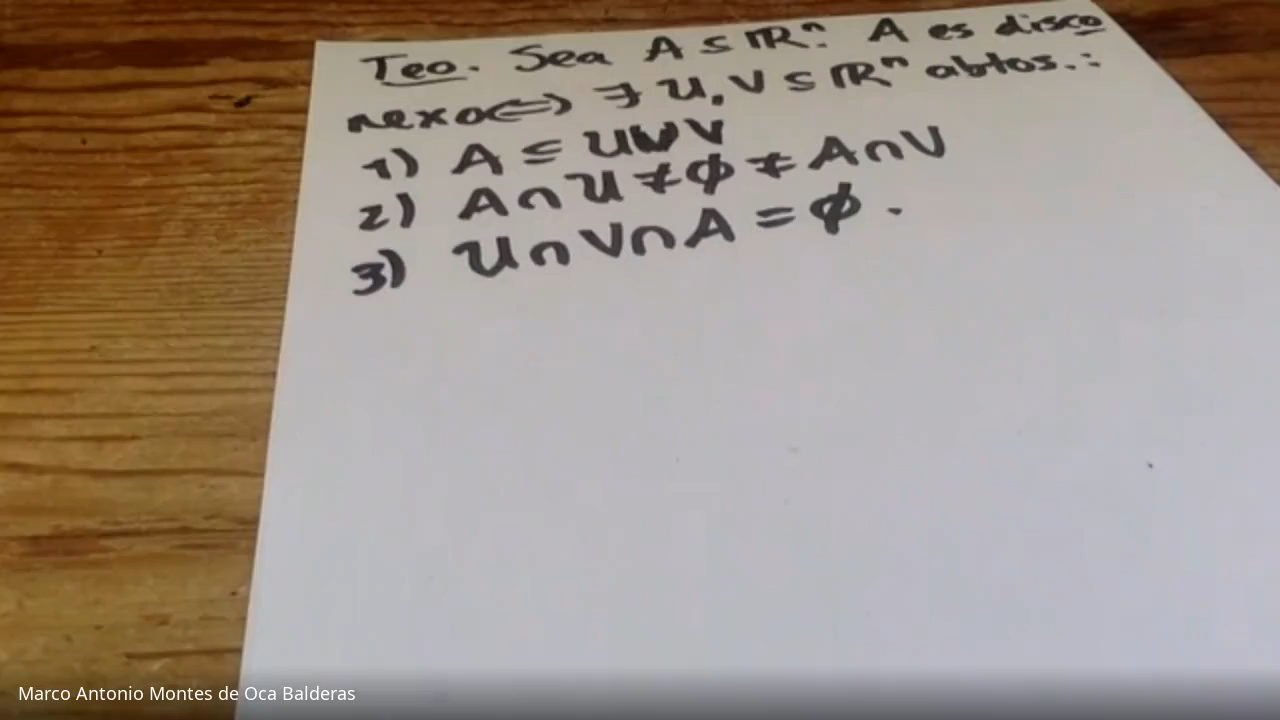 Teo. Sea A ⊆ ℝⁿ. A es disco
nexo ⟺ ∃ U, V ⊆ ℝⁿ abtos.:
1) A ⊆ U∪V
2) A∩U ≠ ∅ ≠ A∩V
3) U∩V∩A = ∅.
Marco Antonio Montes de Oca Balderas